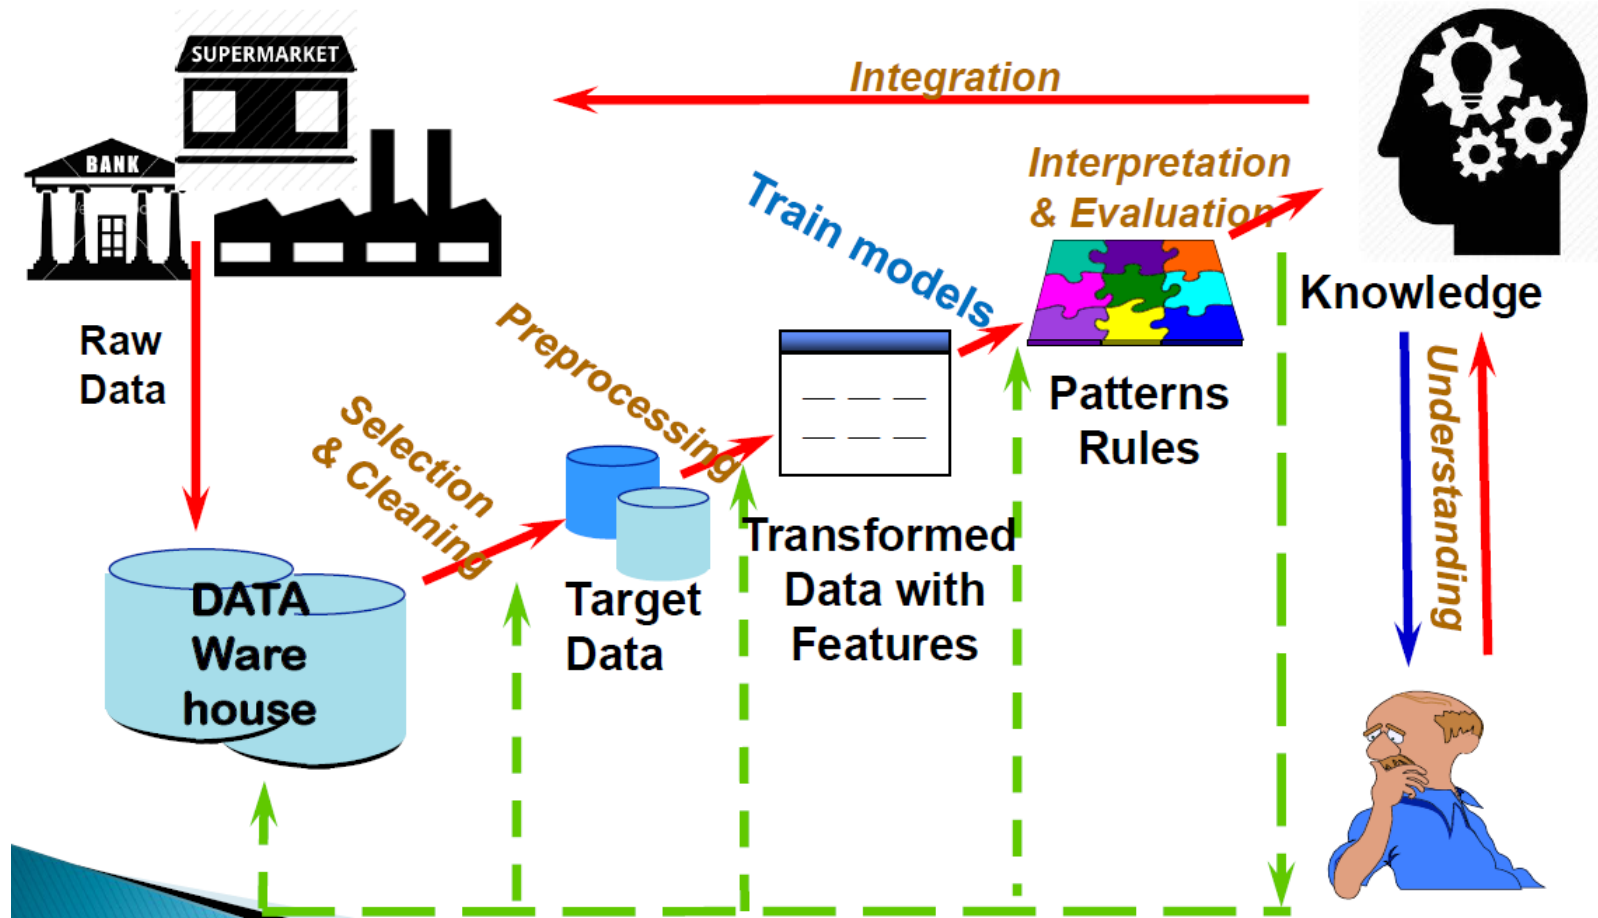 SUPERMARKET
BANK
Integration
Interpretation
& Evaluation
Train models
Knowledge
Raw
Data
Preprocessing
Selection
& Cleaning
Patterns
Rules
Understanding
Transformed
Data with
Features
Target
Data
DATA
Ware
house